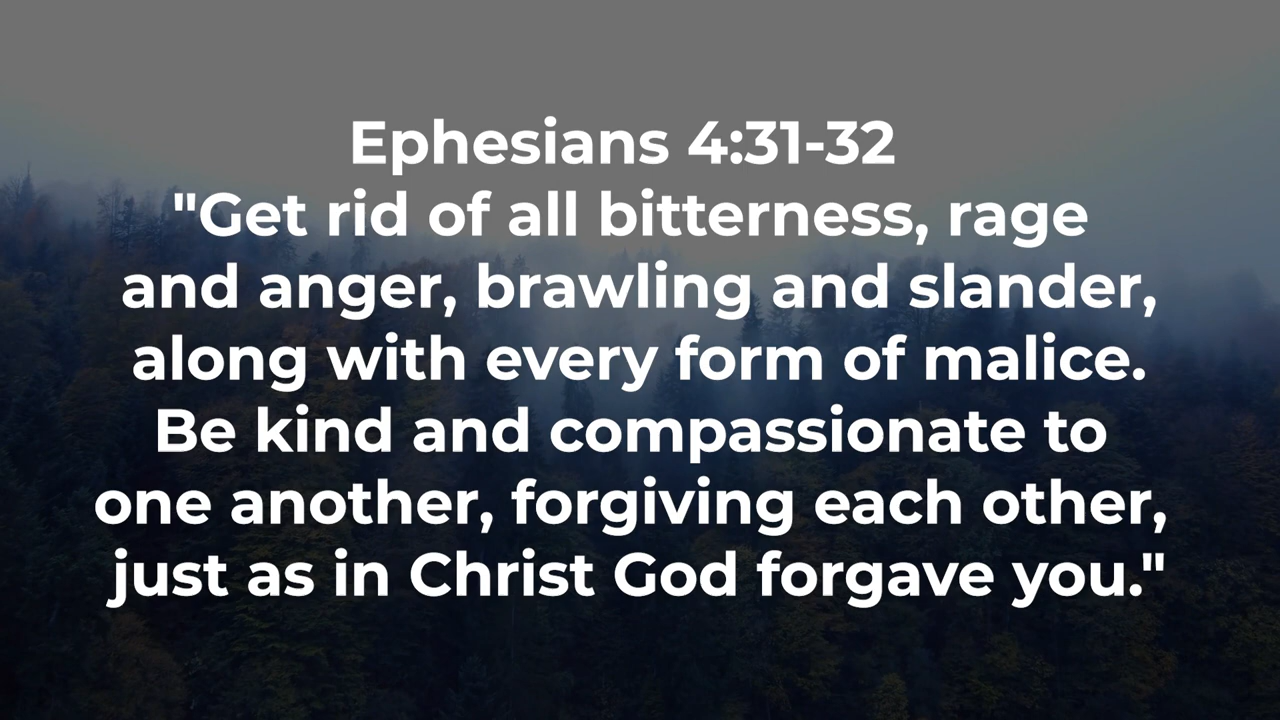 Ephesians 4:31-32
"Get rid of all bitterness, rage
and anger, brawling and slander,
along with every form of malice.
Be kind and compassionate to
one another, forgiving each other,
just as in Christ God forgave you."